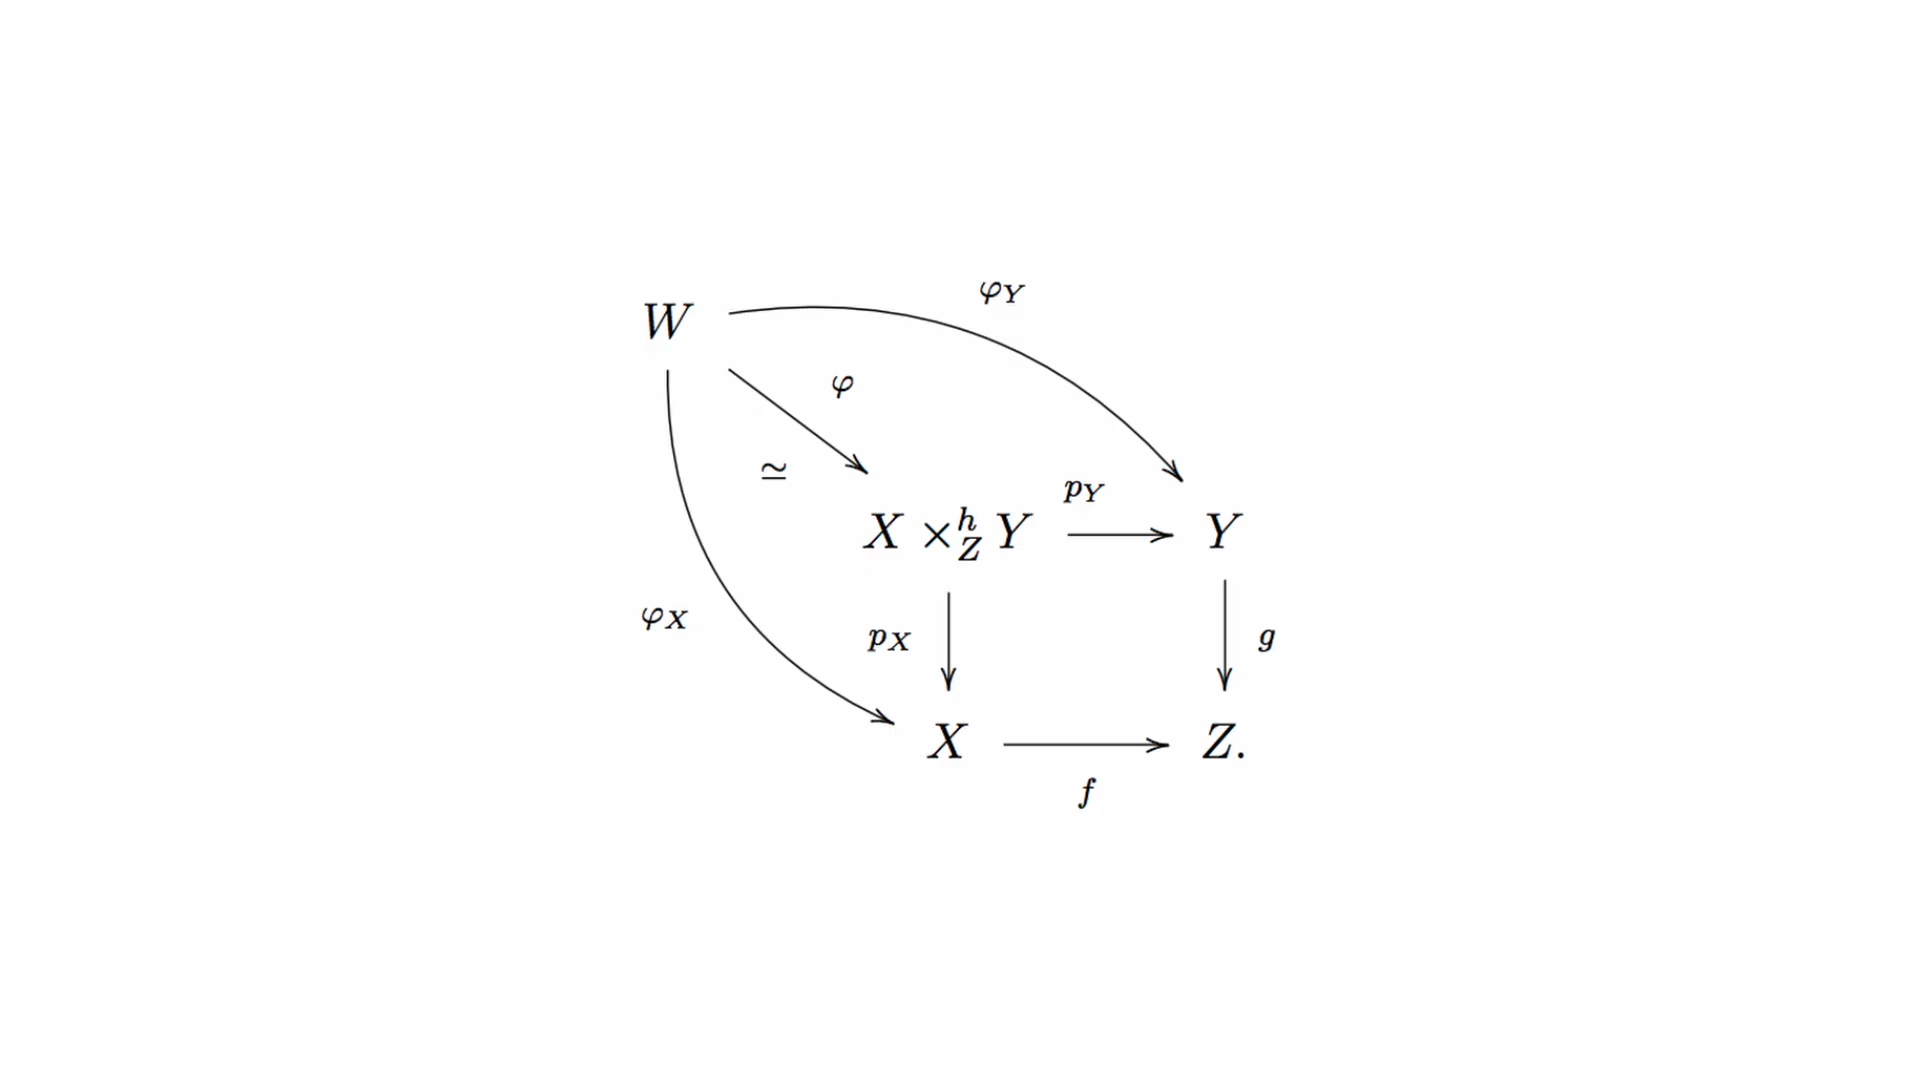 φ_Y
W
φ
≃
p_Y
X ×^h_Z Y Y
φ_X p_X g
X Z.
f